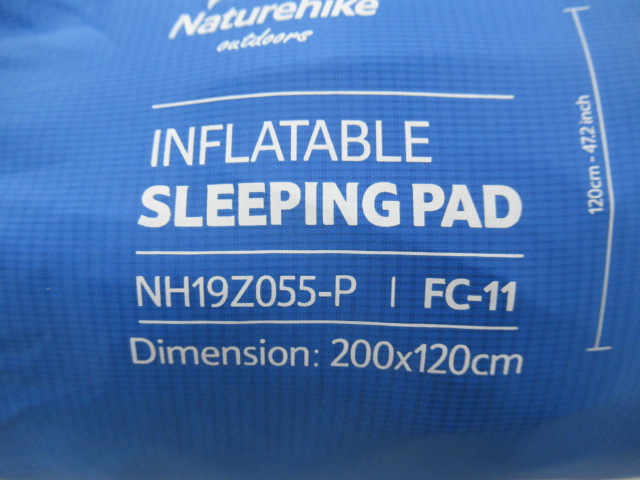 Naturehike
outdoors
INFLATABLE
SLEEPING PAD
NH19Z055-P | FC-11
Dimension: 200x120cm
120cm - 47.2 inch